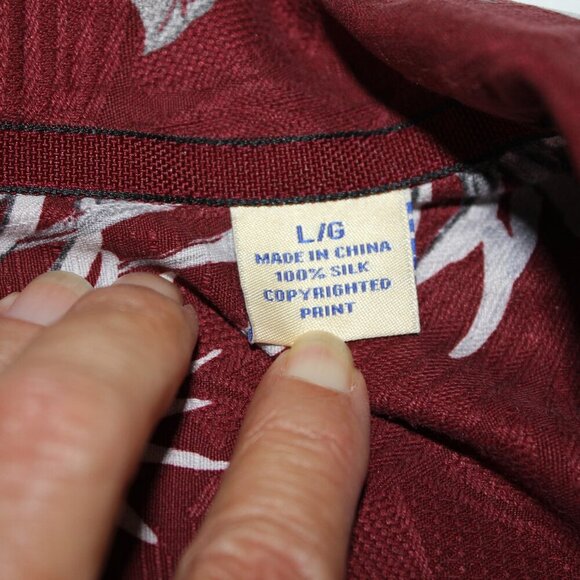 L/G
MADE IN CHINA
100% SILK
COPYRIGHTED
PRINT